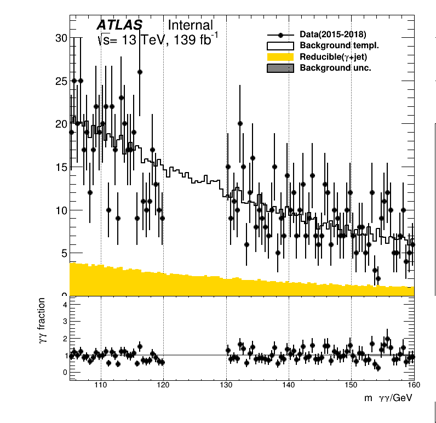 ATLAS Internal
√s= 13 TeV, 139 fb⁻¹
Data(2015-2018)
Background templ.
Reducible(γ+jet)
Background unc.
30
25
20
15
10
5
0
γγ fraction
4
3
2
1
0
110 120 130 140 150 160
m γγ/GeV